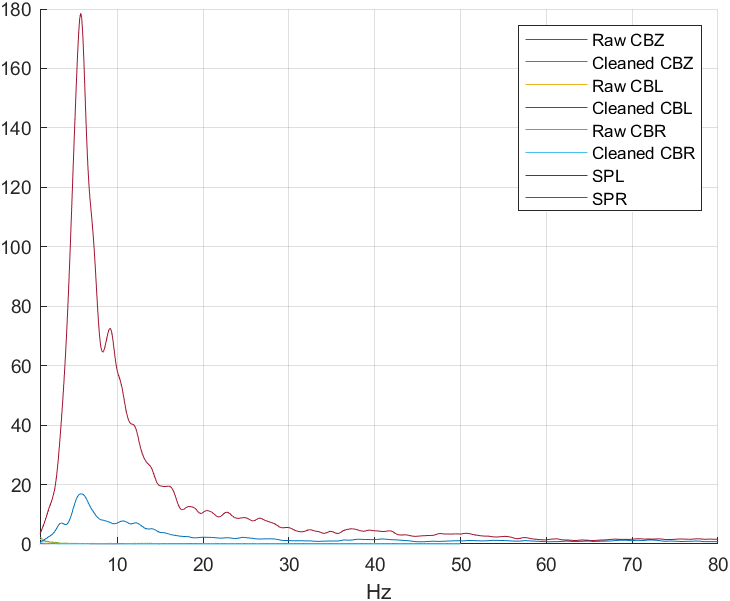 180
160
140
120
100
80
60
40
20
0
Raw CBZ
Cleaned CBZ
Raw CBL
Cleaned CBL
Raw CBR
Cleaned CBR
SPL
SPR
10 20 30 40 50 60 70 80
Hz